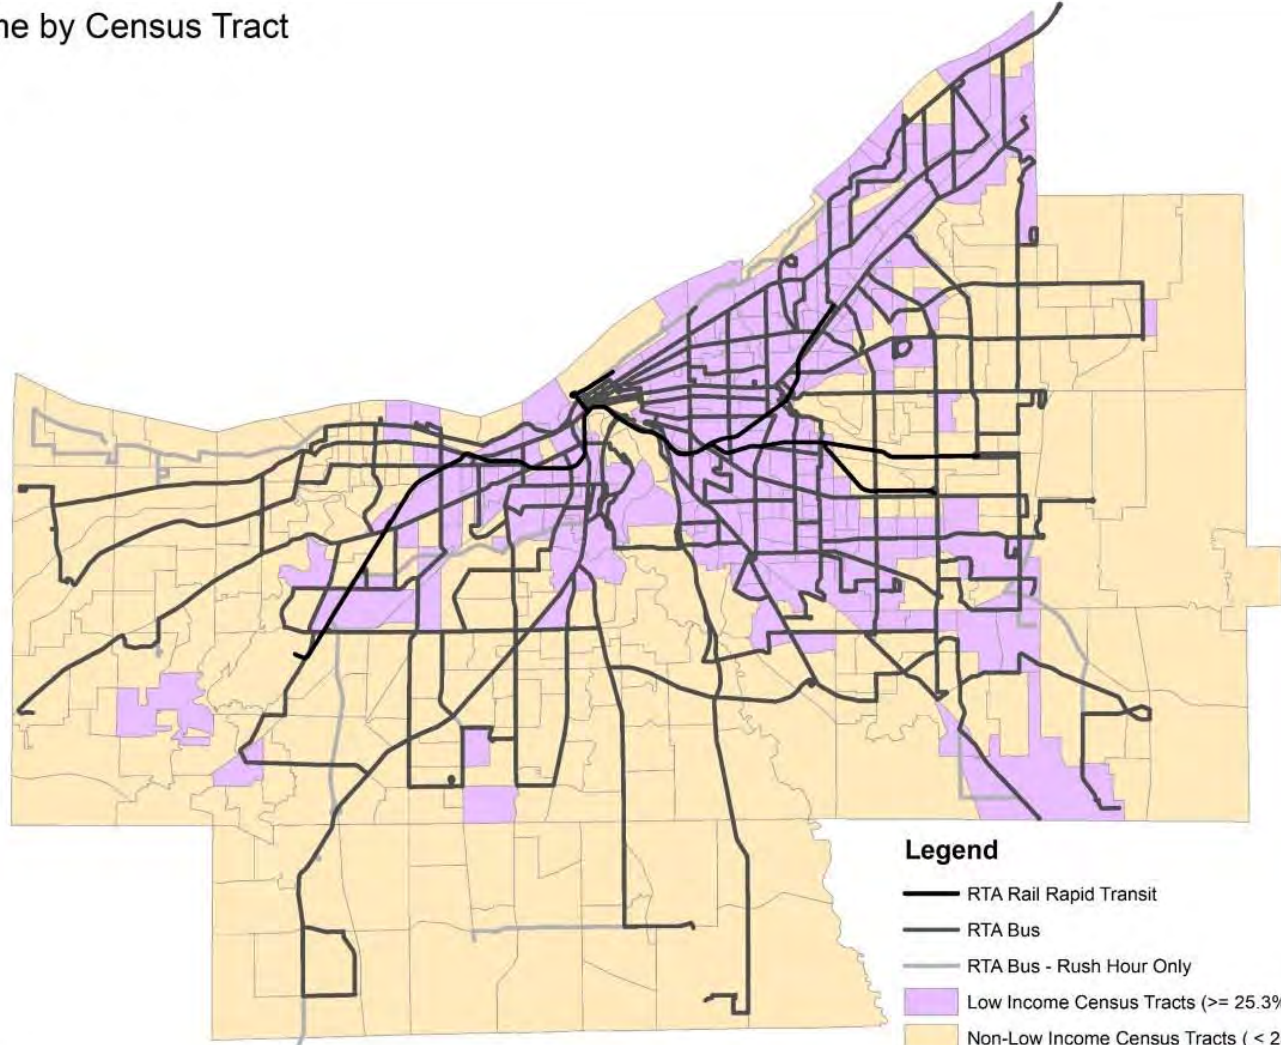 ne by Census Tract
Legend
RTA Rail Rapid Transit
RTA Bus
RTA Bus - Rush Hour Only
Low Income Census Tracts (>= 25.3%
Non-Low Income Census Tracts ( < 2